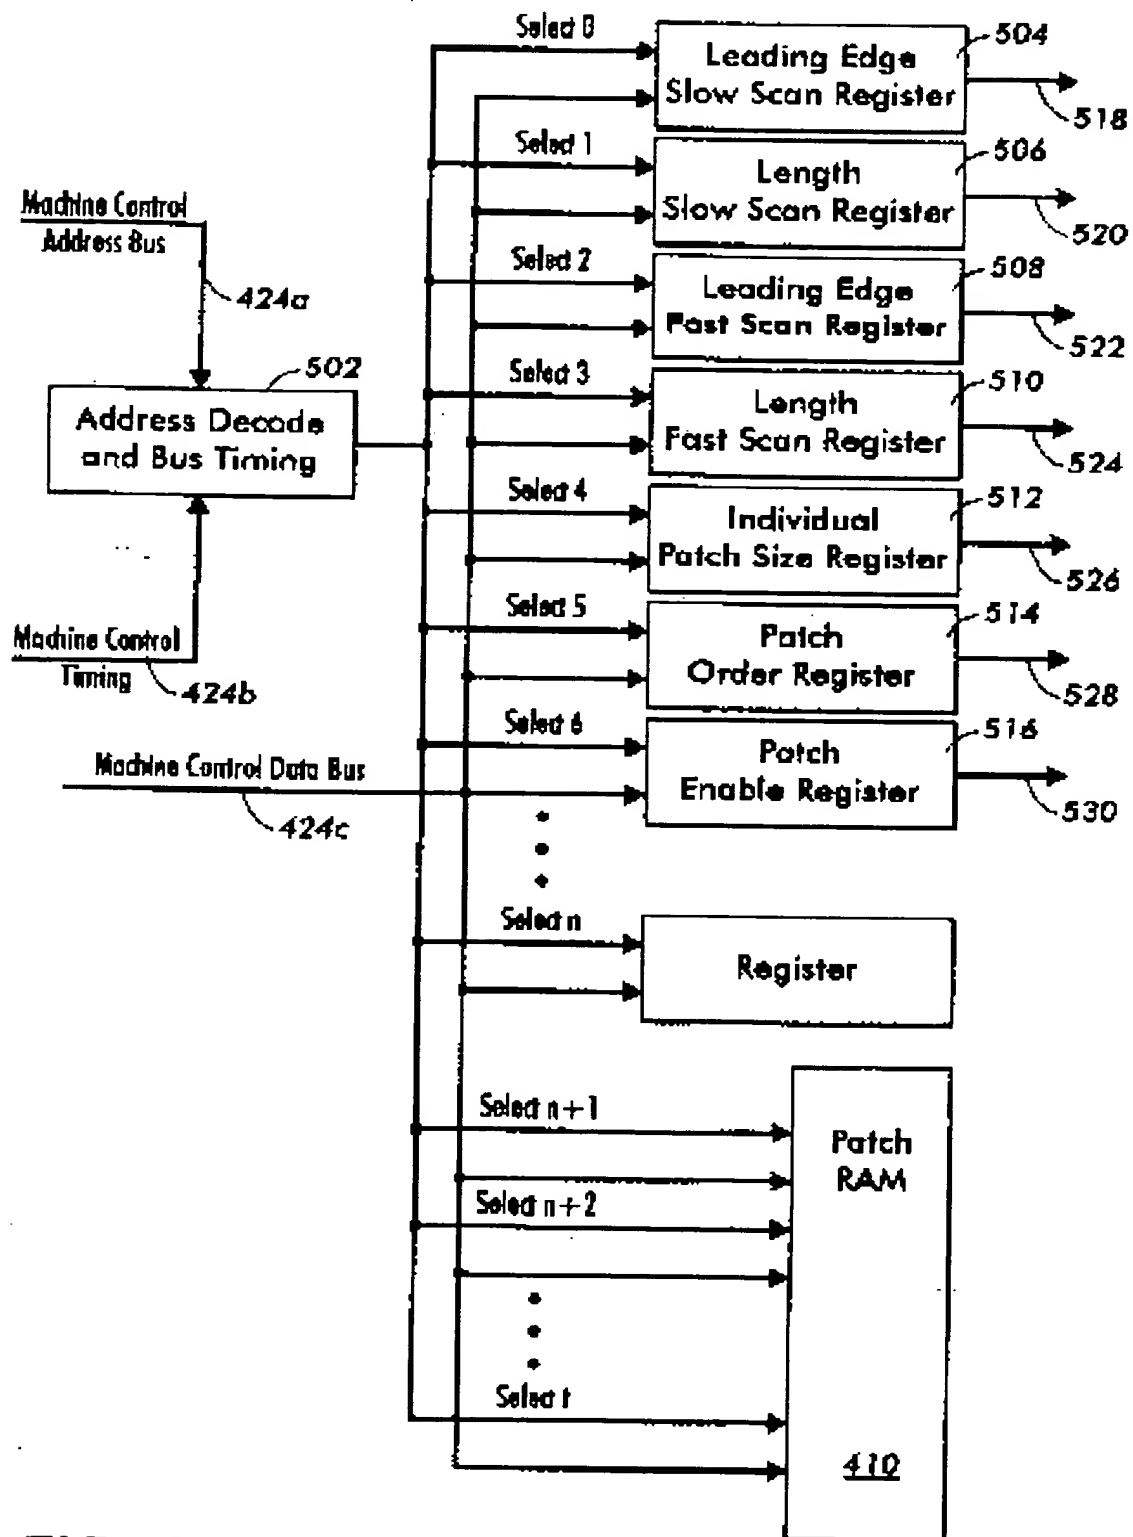 Select 0
Leading Edge
Slow Scan Register
504
518
Select 1
Length
Slow Scan Register
506
520
Machine Control
Address Bus
424a
Select 2
Leading Edge
Fast Scan Register
508
522
502
Address Decode
and Bus Timing
Select 3
Length
Fast Scan Register
510
524
Select 4
Individual
Patch Size Register
512
526
Machine Control
Timing
424b
Select 5
Patch
Order Register
514
528
Select 6
Patch
Enable Register
516
530
Machine Control Data Bus
424c
Select n
Register
Select n+1
Patch
RAM
Select n+2
Select t
410